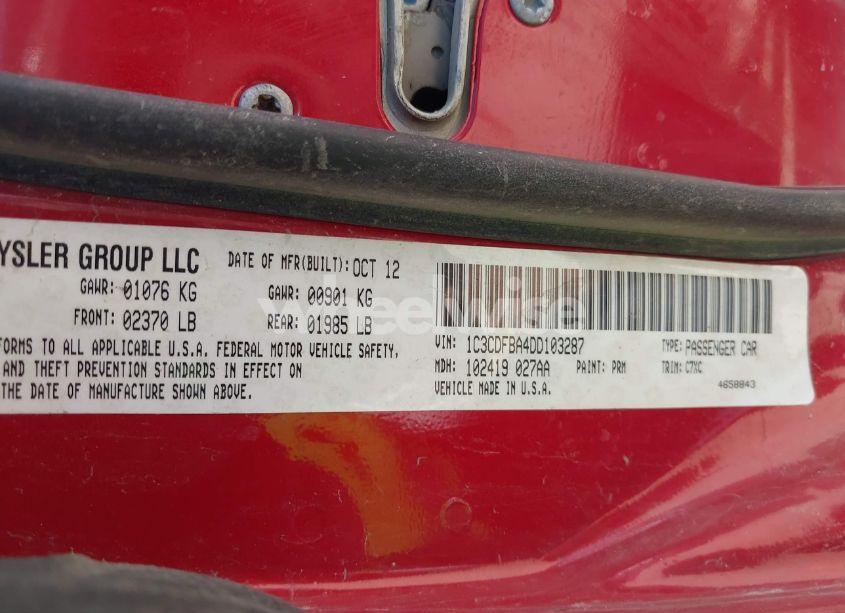 YSLER GROUP LLC DATE OF MFR(BUILT): OCT 12
GAWR: 01076 KG GAWR: 00901 KG
FRONT: 02370 LB REAR: 01985 LB
FORMS TO ALL APPLICABLE U.S.A. FEDERAL MOTOR VEHICLE SAFETY,
AND THEFT PREVENTION STANDARDS IN EFFECT ON
THE DATE OF MANUFACTURE SHOWN ABOVE.
VIN: 1C3CDFBA4DD103287 TYPE: PASSENGER CAR
MDH: 102419 027AA PAINT: PRM TRIM: C7XC
VEHICLE MADE IN U.S.A. 4658843
wheelwise